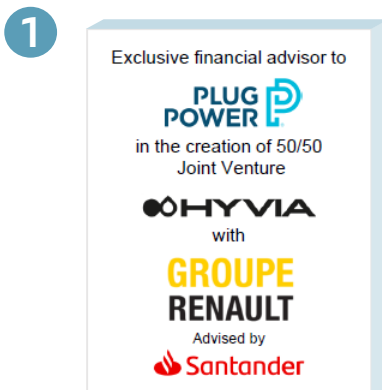 1
Exclusive financial advisor to
PLUG
POWER
in the creation of 50/50
Joint Venture
HYVIA
with
GROUPE
RENAULT
Advised by
Santander